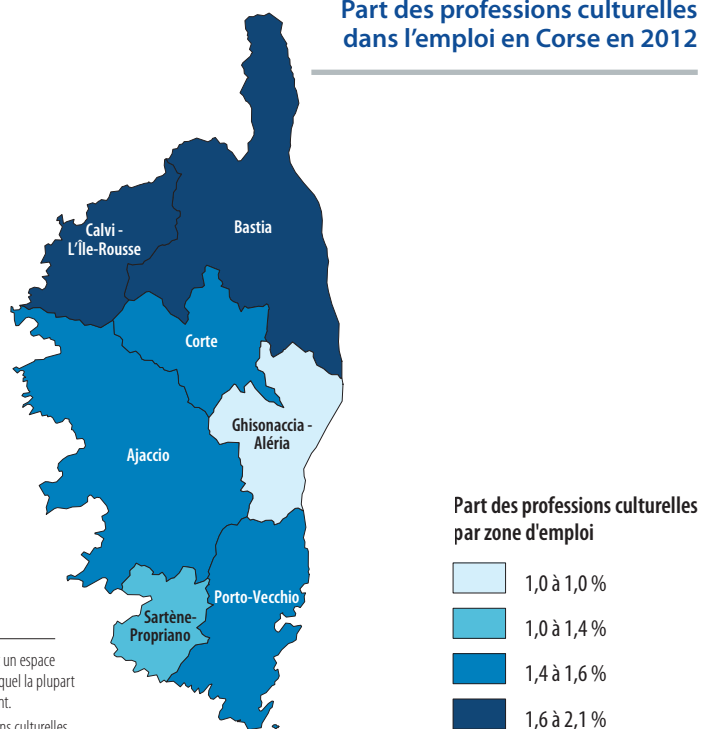 Part des professions culturelles
dans l’emploi en Corse en 2012
Bastia
Calvi -
L’Île-Rousse
Corte
Ghisonaccia -
Aléria
Ajaccio
Porto-Vecchio
Sartène-
Propriano
Part des professions culturelles
par zone d'emploi
1,0 à 1,0 %
1,0 à 1,4 %
1,4 à 1,6 %
1,6 à 2,1 %
un espace
quel la plupart
nt.
ns culturelles